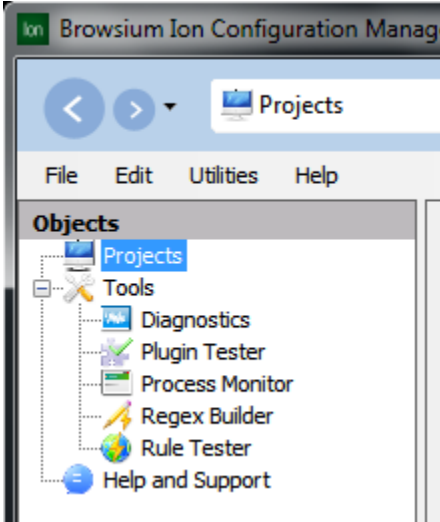 Ion Browsium Ion Configuration Manag
Projects
File Edit Utilities Help
Objects
Projects
Tools
Diagnostics
Plugin Tester
Process Monitor
Regex Builder
Rule Tester
Help and Support